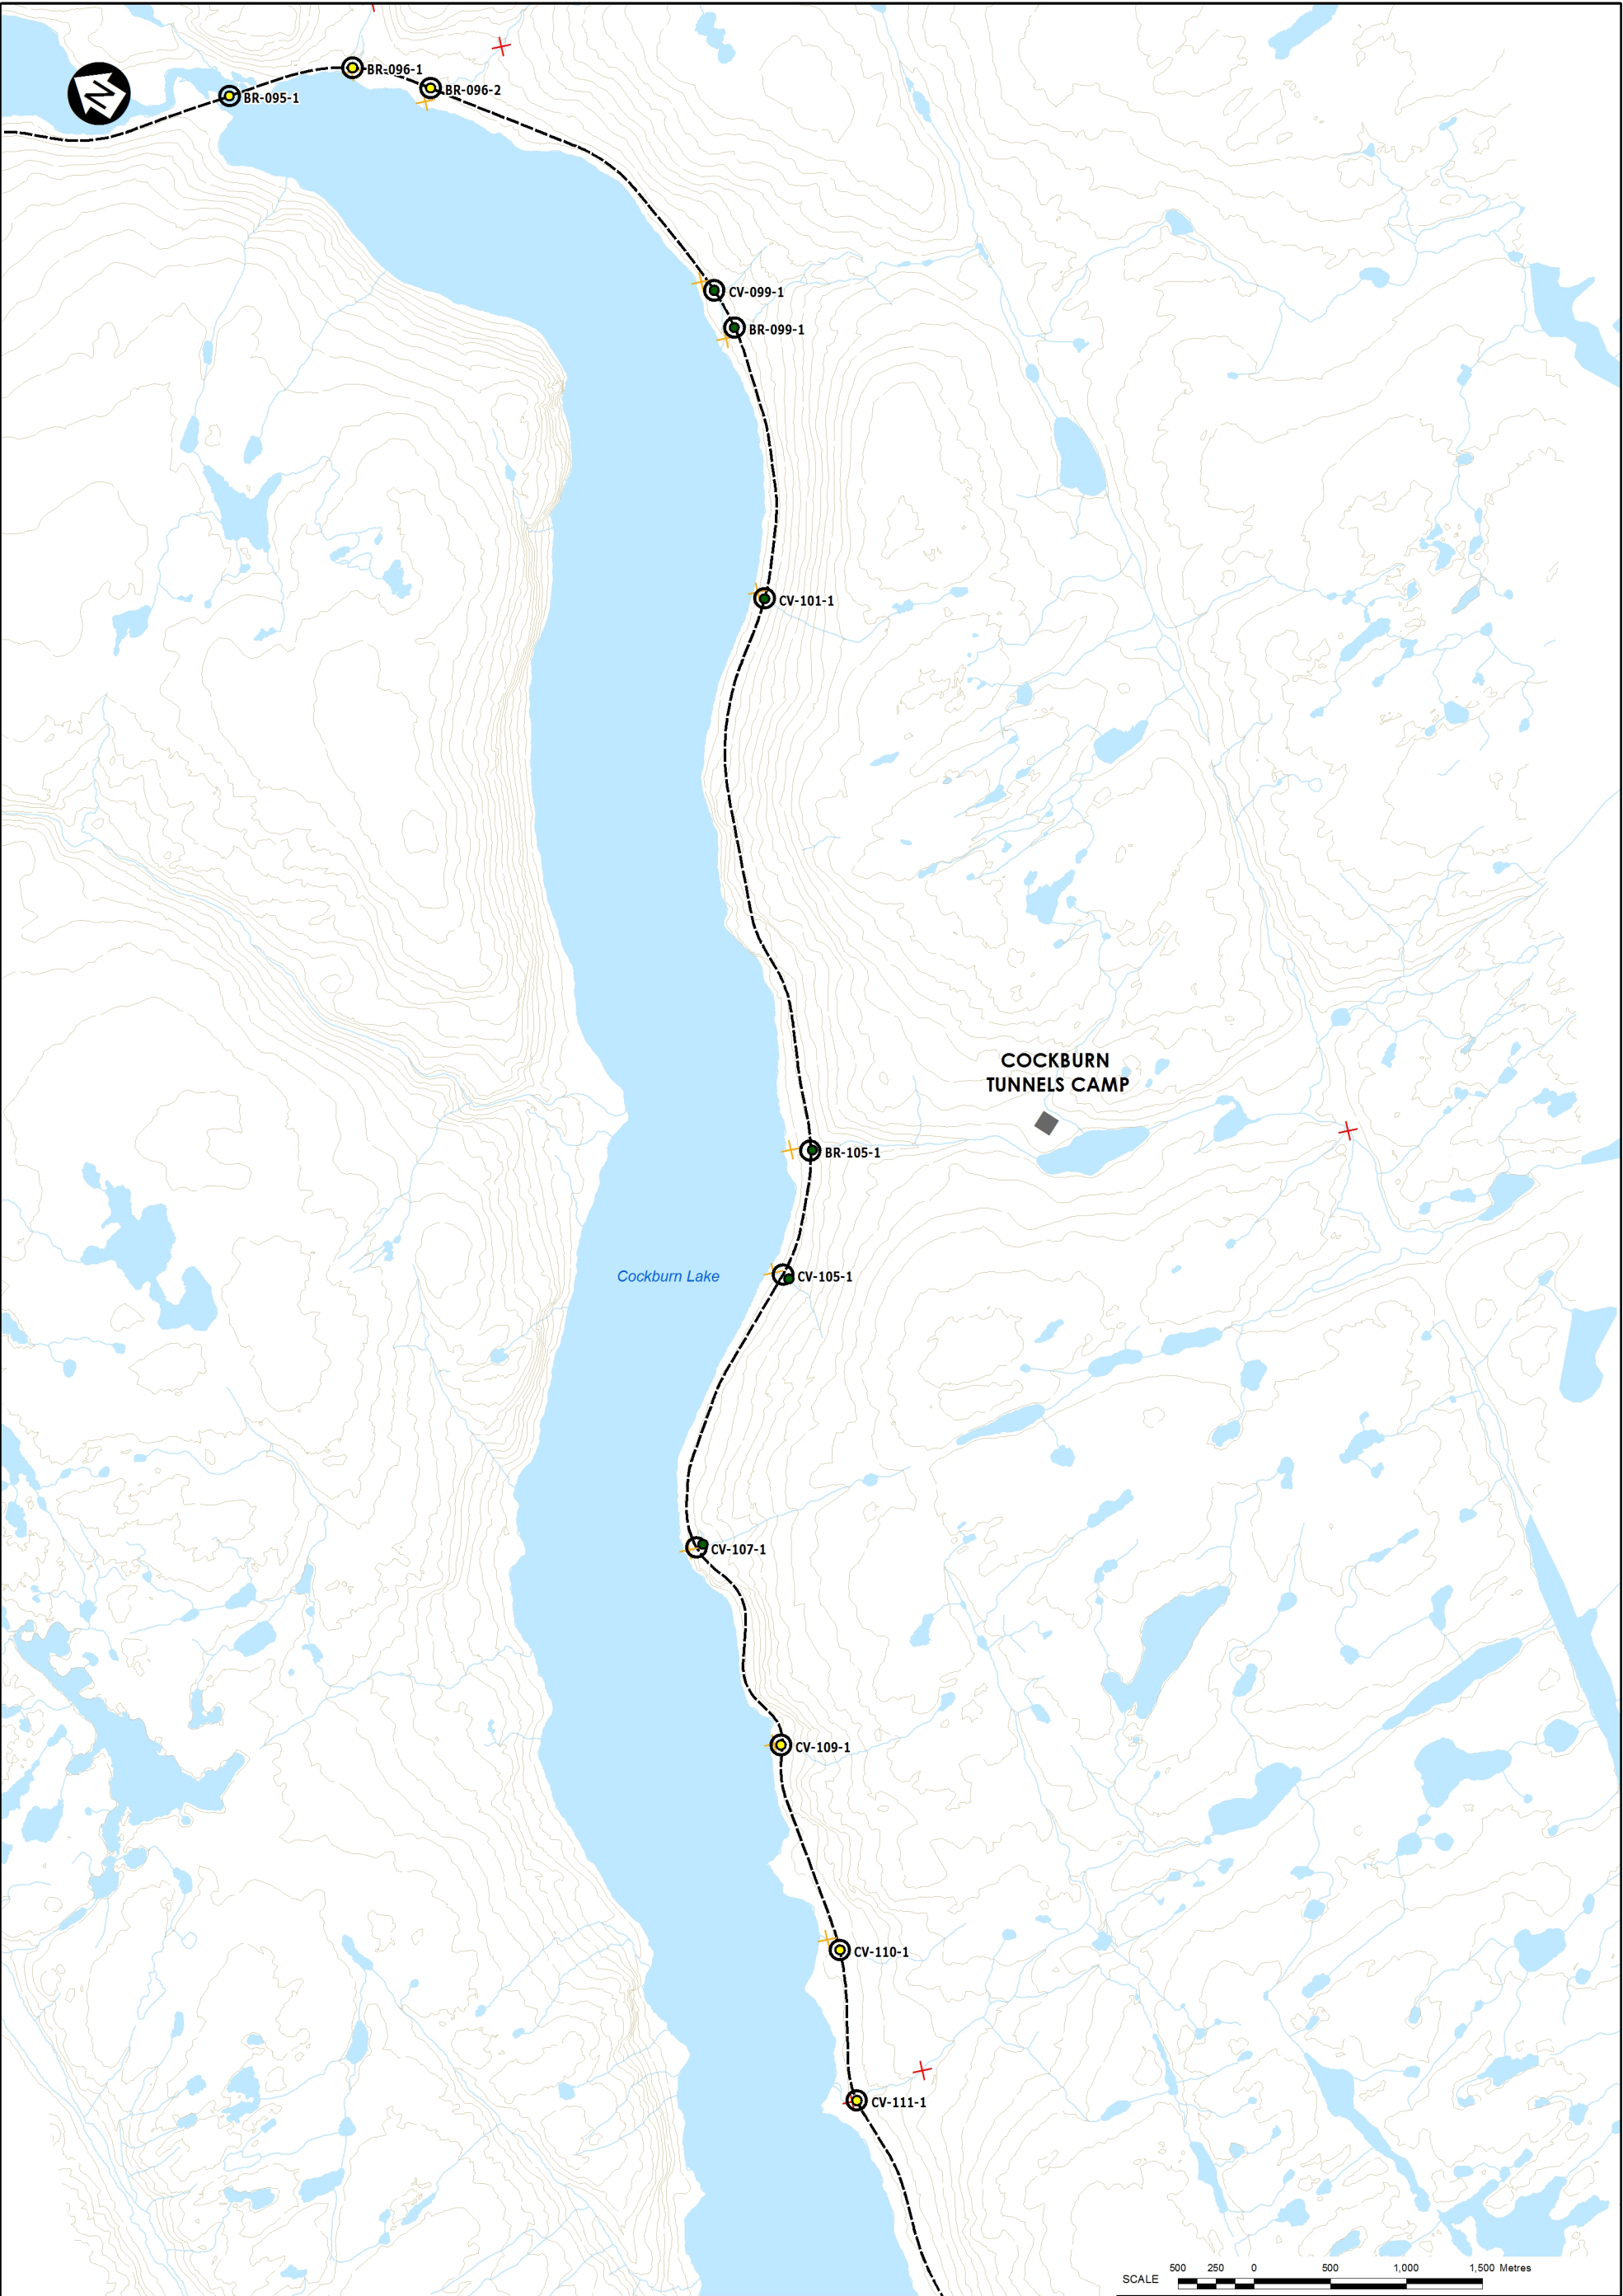 BR-096-1
BR-096-2
N
BR-095-1
CV-099-1
BR-099-1
CV-101-1
COCKBURN
TUNNELS CAMP
BR-105-1
Cockburn Lake
CV-105-1
CV-107-1
CV-109-1
CV-110-1
CV-111-1
500 250 0 500 1,000 1,500 Metres
SCALE